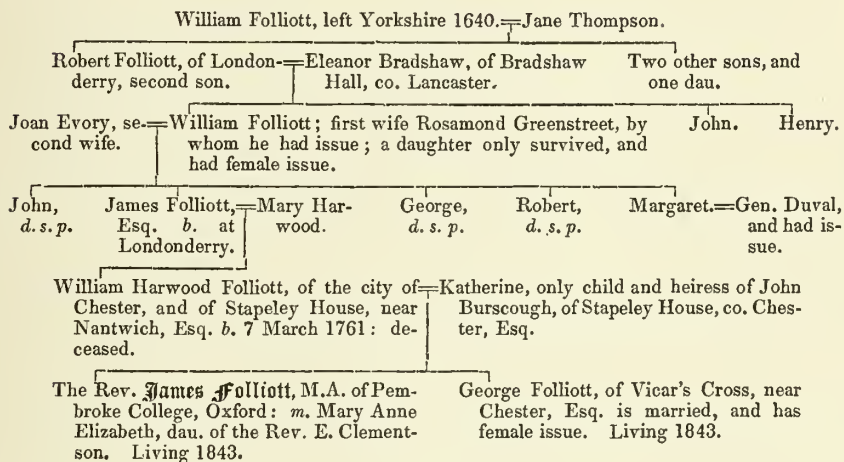 William Folliott, left Yorkshire 1640.=Jane Thompson.
Robert Folliott, of London-
derry, second son.
=Eleanor Bradshaw, of Bradshaw
Hall, co. Lancaster.
Two other sons, and
one dau.
Joan Evory, se-
cond wife.
=William Folliott; first wife Rosamond Greenstreet, by
whom he had issue; a daughter only survived, and
had female issue.
John.
Henry.
John,
d. s. p.
James Folliott,
Esq. b. at
Londonderry.
=Mary Har-
wood.
George,
d. s. p.
Robert,
d. s. p.
Margaret.
=Gen. Duval,
and had is-
sue.
William Harwood Folliott, of the city of
Chester, and of Stapeley House, near
Nantwich, Esq. b. 7 March 1761: de-
ceased.
=Katherine, only child and heiress of John
Burscough, of Stapeley House, co. Ches-
ter, Esq.
The Rev. James Folliott, M.A. of Pem-
broke College, Oxford: m. Mary Anne
Elizabeth, dau. of the Rev. E. Clement-
son. Living 1843.
George Folliott, of Vicar's Cross, near
Chester, Esq. is married, and has
female issue. Living 1843.